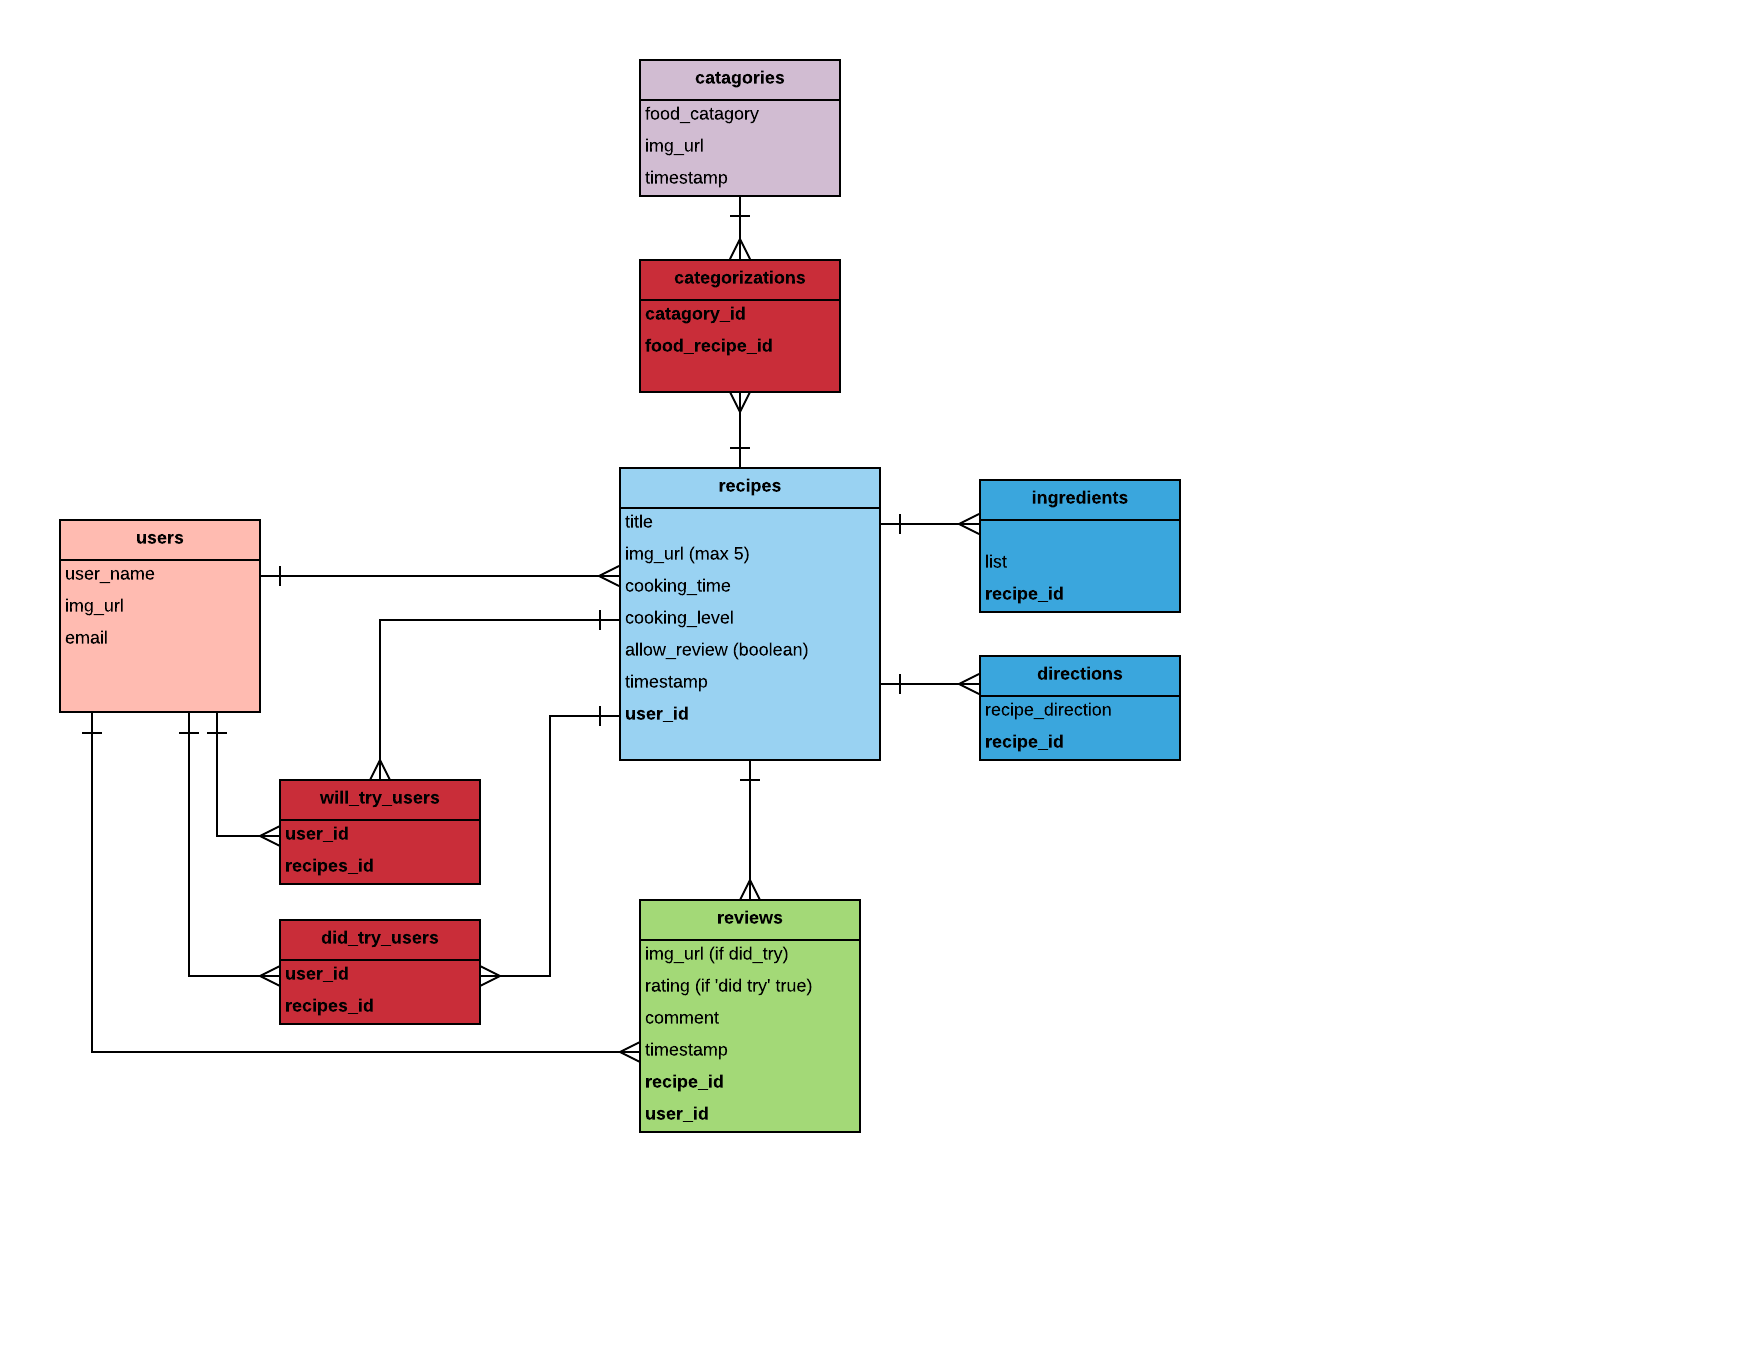 catagories
food_catagory
img_url
timestamp
categorizations
catagory_id
food_recipe_id
recipes
title
img_url (max 5)
cooking_time
cooking_level
allow_review (boolean)
timestamp
user_id
ingredients
list
recipe_id
directions
recipe_direction
recipe_id
users
user_name
img_url
email
will_try_users
user_id
recipes_id
did_try_users
user_id
recipes_id
reviews
img_url (if did_try)
rating (if 'did try' true)
comment
timestamp
recipe_id
user_id